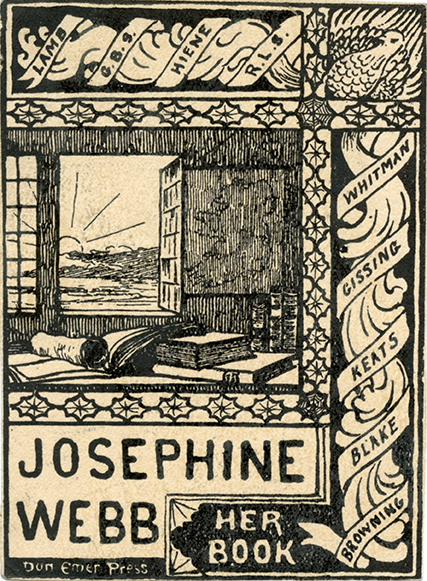 LAMB
G.B.S.
HIENE
R.L.S.
WHITMAN
GISSING
KEATS
BLAKE
BROWNING
JOSEPHINE
WEBB
HER
BOOK
Dun Emer Press